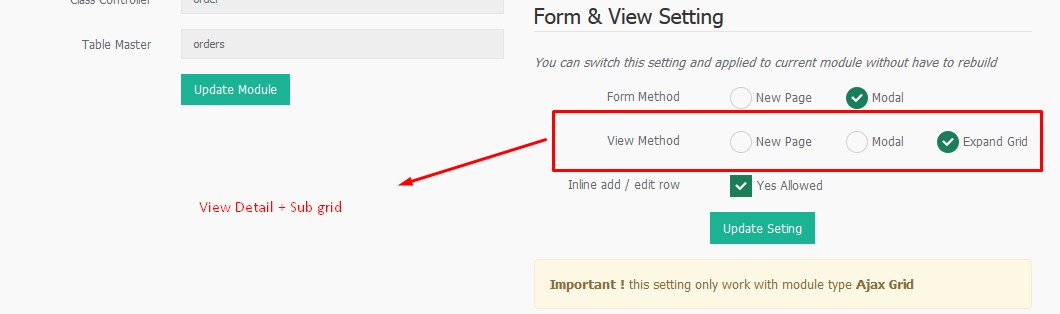 Class Controller order
Table Master orders
Update Module
View Detail + Sub grid
Form & View Setting
You can switch this setting and applied to current module without have to rebuild
Form Method New Page Modal
View Method New Page Modal Expand Grid
Inline add / edit row Yes Allowed
Update Seting
Important ! this setting only work with module type Ajax Grid